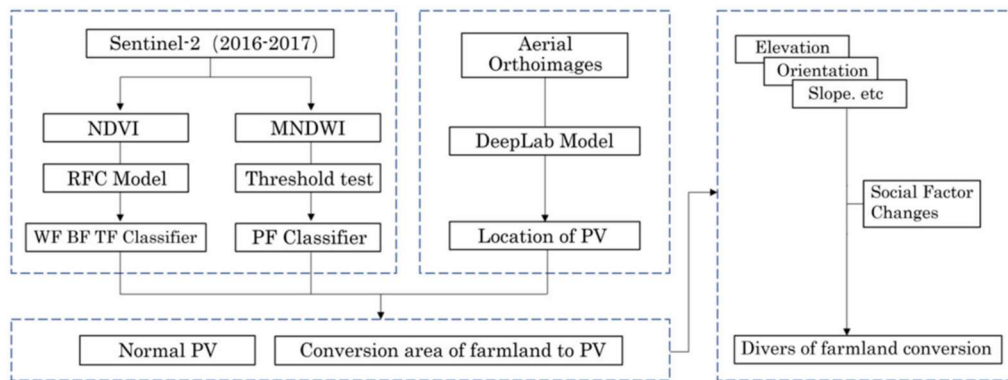 Sentinel-2 (2016-2017)
NDVI
MNDWI
RFC Model
Threshold test
WF BF TF Classifier
PF Classifier
Aerial
Orthoimages
DeepLab Model
Location of PV
Normal PV
Conversion area of farmland to PV
Elevation
Orientation
Slope. etc
Social Factor
Changes
Divers of farmland conversion